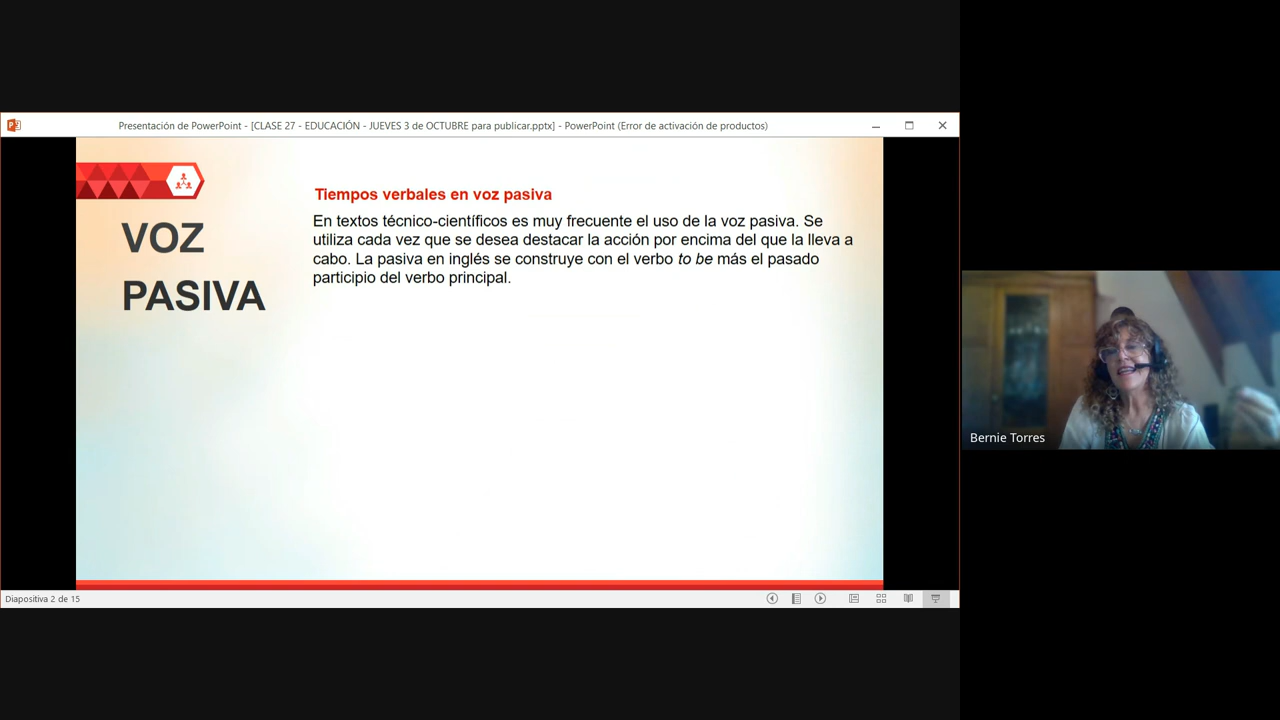 Presentación de PowerPoint - [CLASE 27 - EDUCACIÓN - JUEVES 3 de OCTUBRE para publicar.pptx] - PowerPoint (Error de activación de productos)
VOZ
PASIVA
Tiempos verbales en voz pasiva
En textos técnico-científicos es muy frecuente el uso de la voz pasiva. Se
utiliza cada vez que se desea destacar la acción por encima del que la lleva a
cabo. La pasiva en inglés se construye con el verbo to be más el pasado
participio del verbo principal.
Bernie Torres
Diapositiva 2 de 15